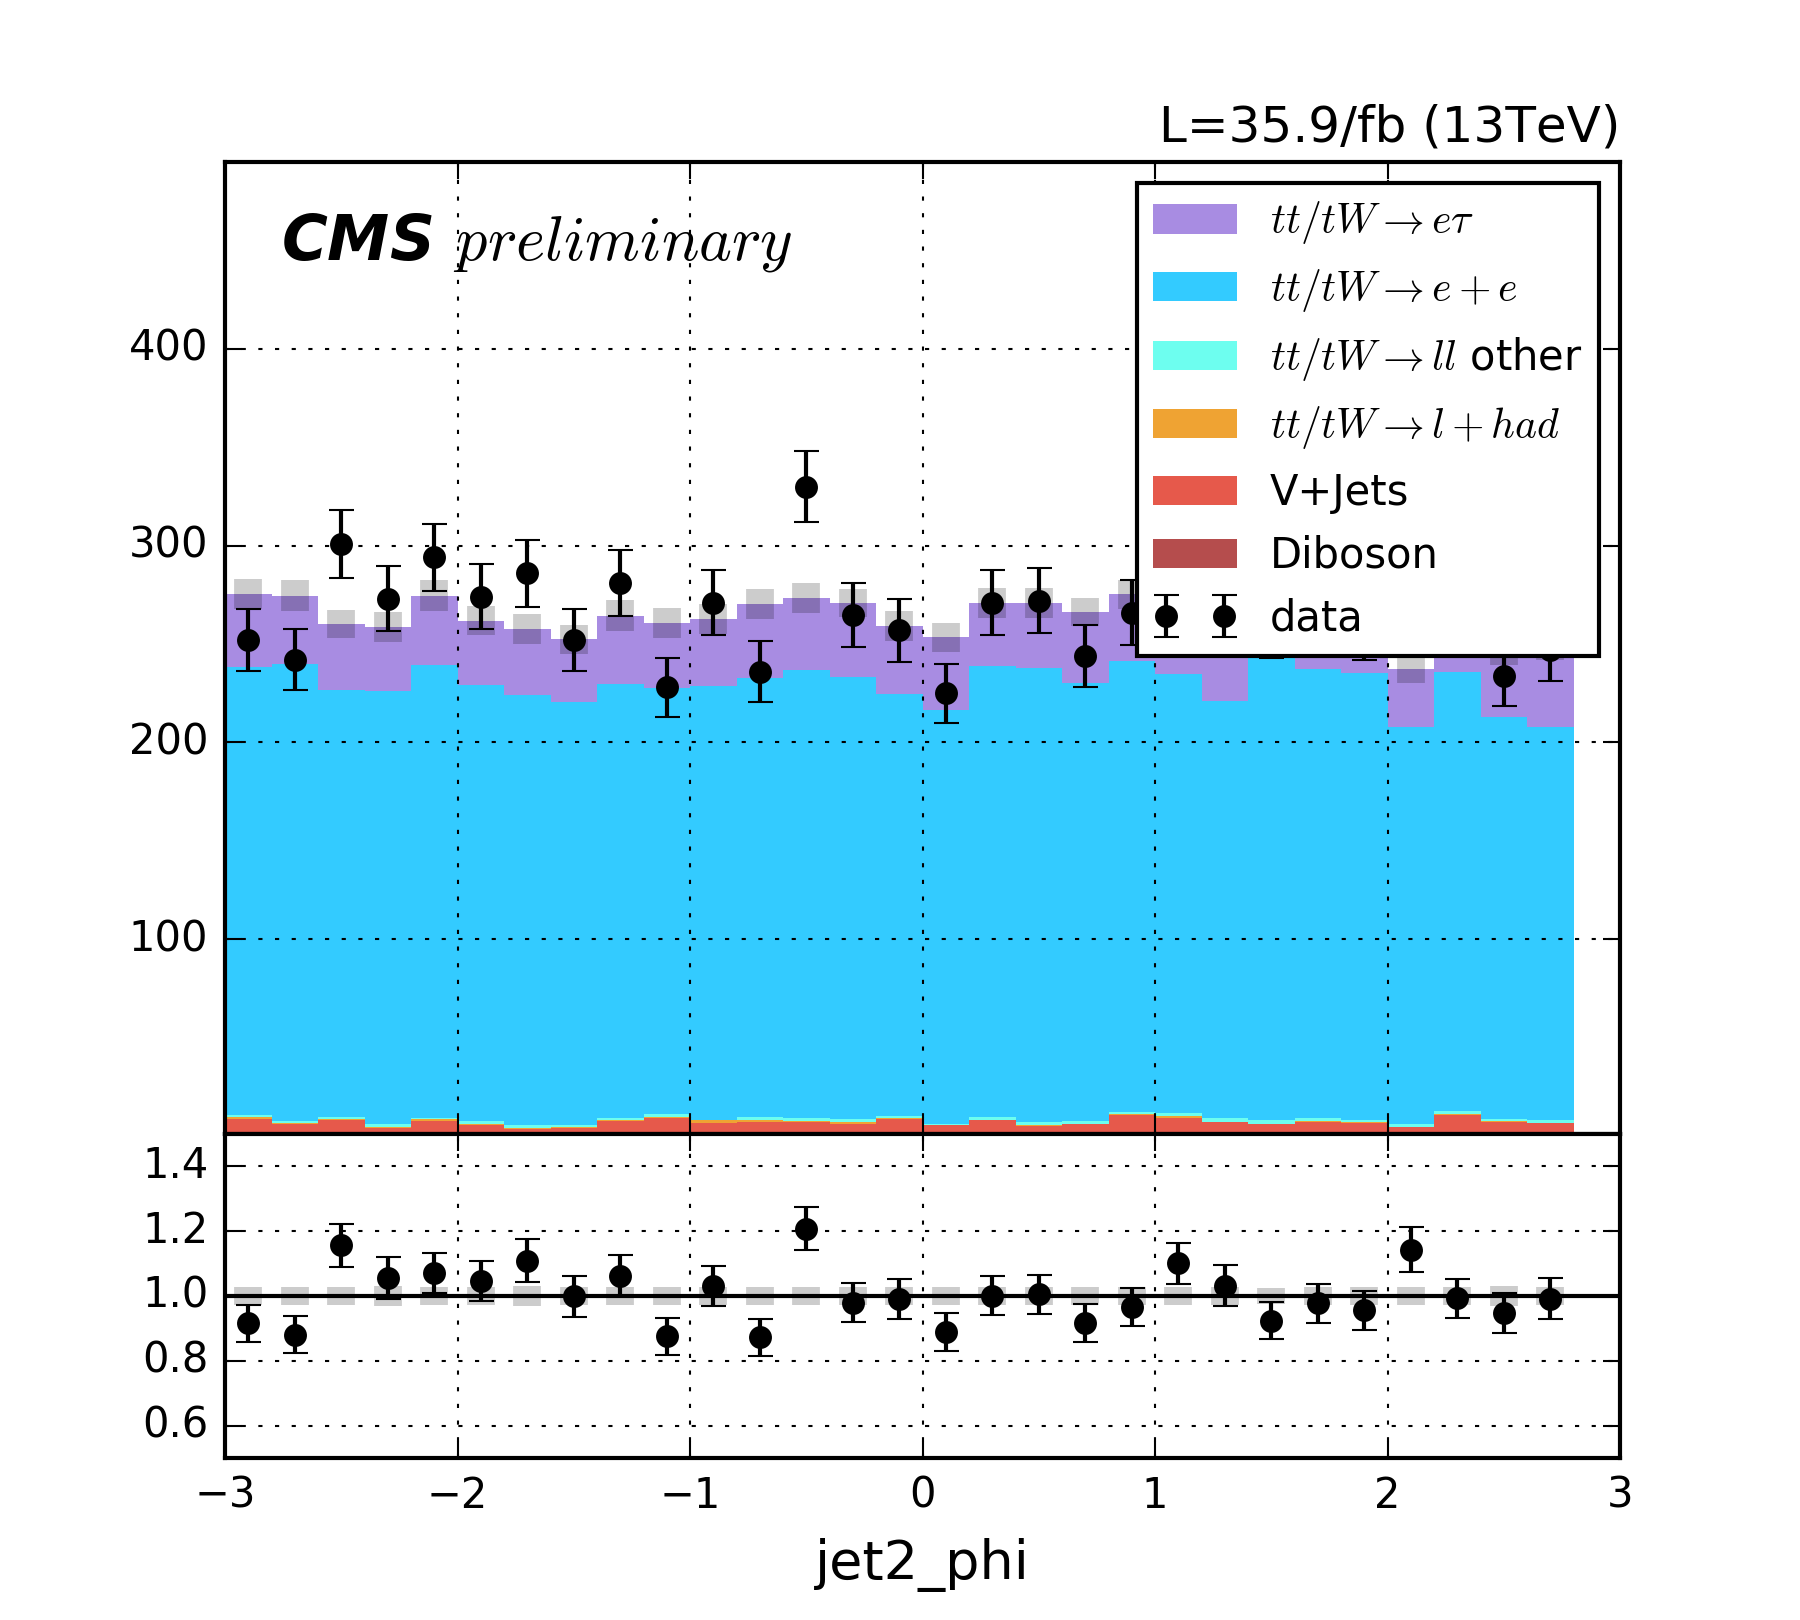 L=35.9/fb (13TeV)
CMS preliminary
tt/tW→eτ
tt/tW→e+e
tt/tW→ll other
tt/tW→l+had
V+Jets
Diboson
data
400
300
200
100
1.4
1.2
1.0
0.8
0.6
−3 −2 −1 0 1 2 3
jet2_phi